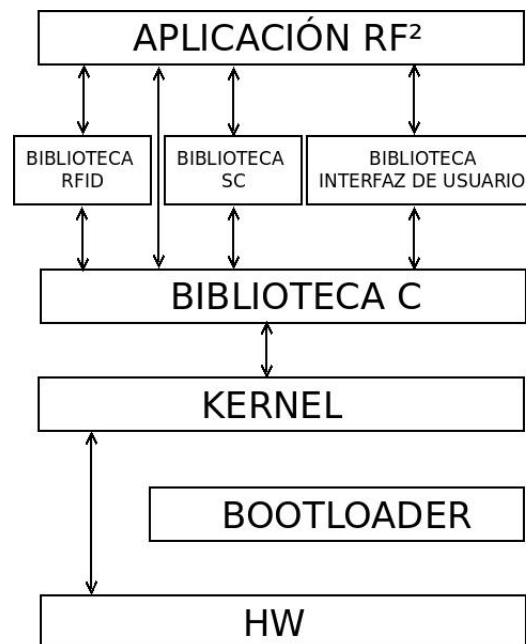 APLICACIÓN RF²
BIBLIOTECA
RFID
BIBLIOTECA
SC
BIBLIOTECA
INTERFAZ DE USUARIO
BIBLIOTECA C
KERNEL
BOOTLOADER
HW